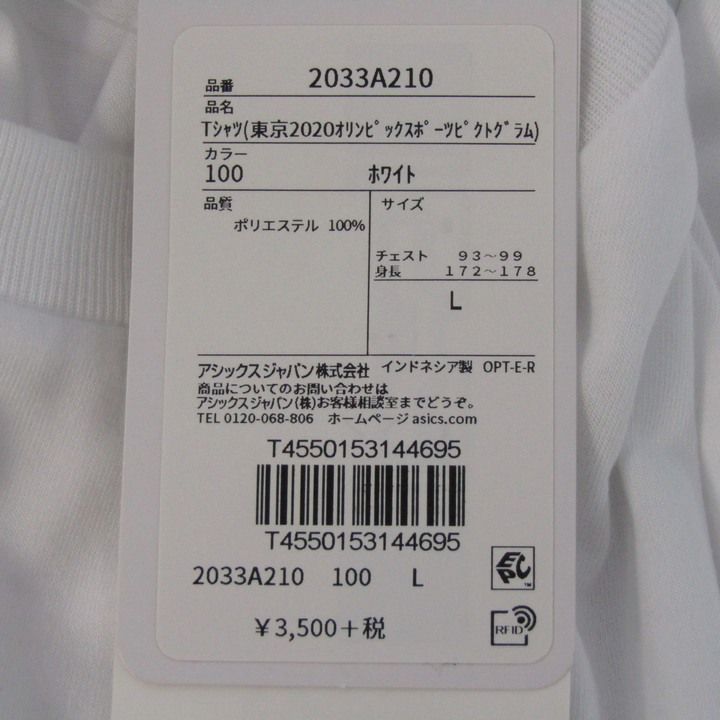 品番 2033A210
品名
Tシャツ(東京2020ｵﾘﾝﾋﾟｯｸｽﾎﾟｰﾂﾋﾟｸﾄｸﾞﾗﾑ)
カラー
100 ホワイト
品質 サイズ
ポリエステル 100%
チェスト ９３～９９
身長 １７２～１７８
L
アシックスジャパン株式会社 インドネシア製 OPT-E-R
商品についてのお問い合わせは
アシックスジャパン(株)お客様相談室までどうぞ。
TEL 0120-068-806 ホームページ asics.com
T4550153144695
T4550153144695
2033A210 100 L
EPC™
￥3,500＋税
RFID